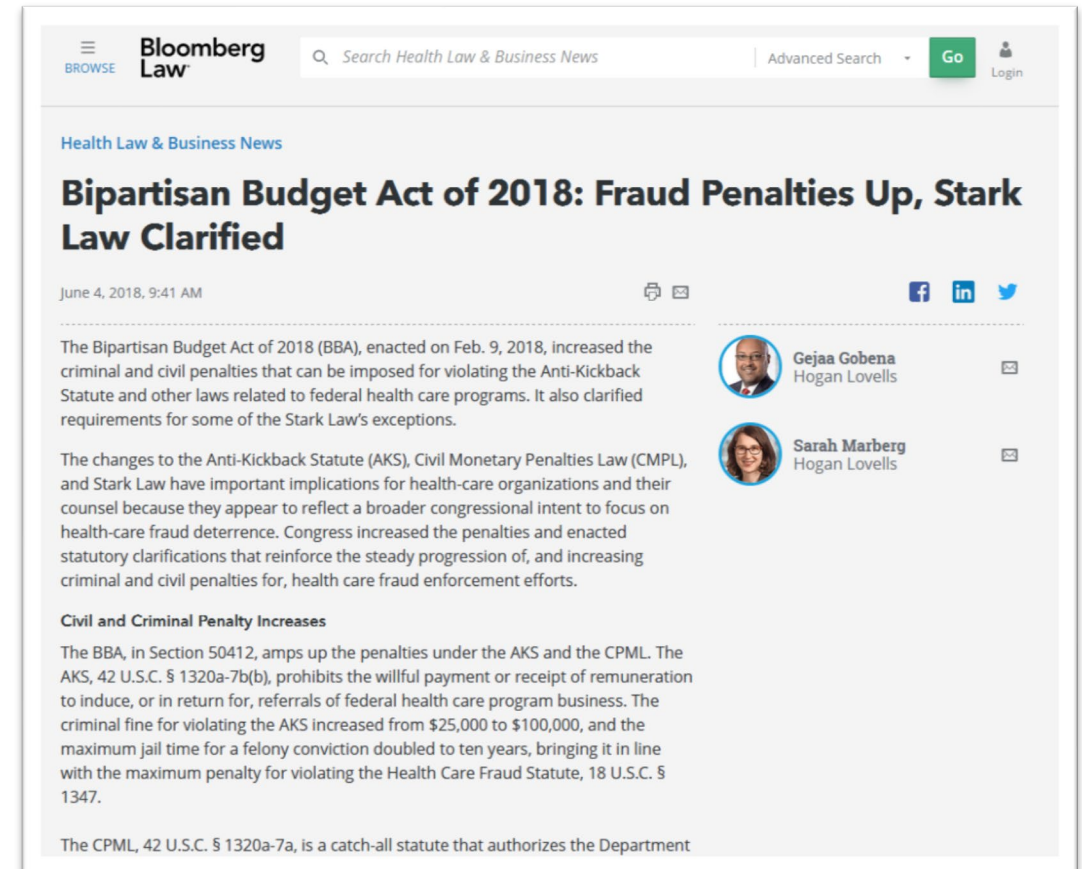 BROWSE
Bloomberg
Law
Search Health Law & Business News
Advanced Search
Go
Login
Health Law & Business News
Bipartisan Budget Act of 2018: Fraud Penalties Up, Stark
Law Clarified
June 4, 2018, 9:41 AM
The Bipartisan Budget Act of 2018 (BBA), enacted on Feb. 9, 2018, increased the
criminal and civil penalties that can be imposed for violating the Anti-Kickback
Statute and other laws related to federal health care programs. It also clarified
requirements for some of the Stark Law's exceptions.
The changes to the Anti-Kickback Statute (AKS), Civil Monetary Penalties Law (CMPL),
and Stark Law have important implications for health-care organizations and their
counsel because they appear to reflect a broader congressional intent to focus on
health-care fraud deterrence. Congress increased the penalties and enacted
statutory clarifications that reinforce the steady progression of, and increasing
criminal and civil penalties for, health care fraud enforcement efforts.
Civil and Criminal Penalty Increases
The BBA, in Section 50412, amps up the penalties under the AKS and the CPML. The
AKS, 42 U.S.C. § 1320a-7b(b), prohibits the willful payment or receipt of remuneration
to induce, or in return for, referrals of federal health care program business. The
criminal fine for violating the AKS increased from $25,000 to $100,000, and the
maximum jail time for a felony conviction doubled to ten years, bringing it in line
with the maximum penalty for violating the Health Care Fraud Statute, 18 U.S.C. §
1347.
The CPML, 42 U.S.C. § 1320a-7a, is a catch-all statute that authorizes the Department
Gejaa Gobena
Hogan Lovells
Sarah Marberg
Hogan Lovells